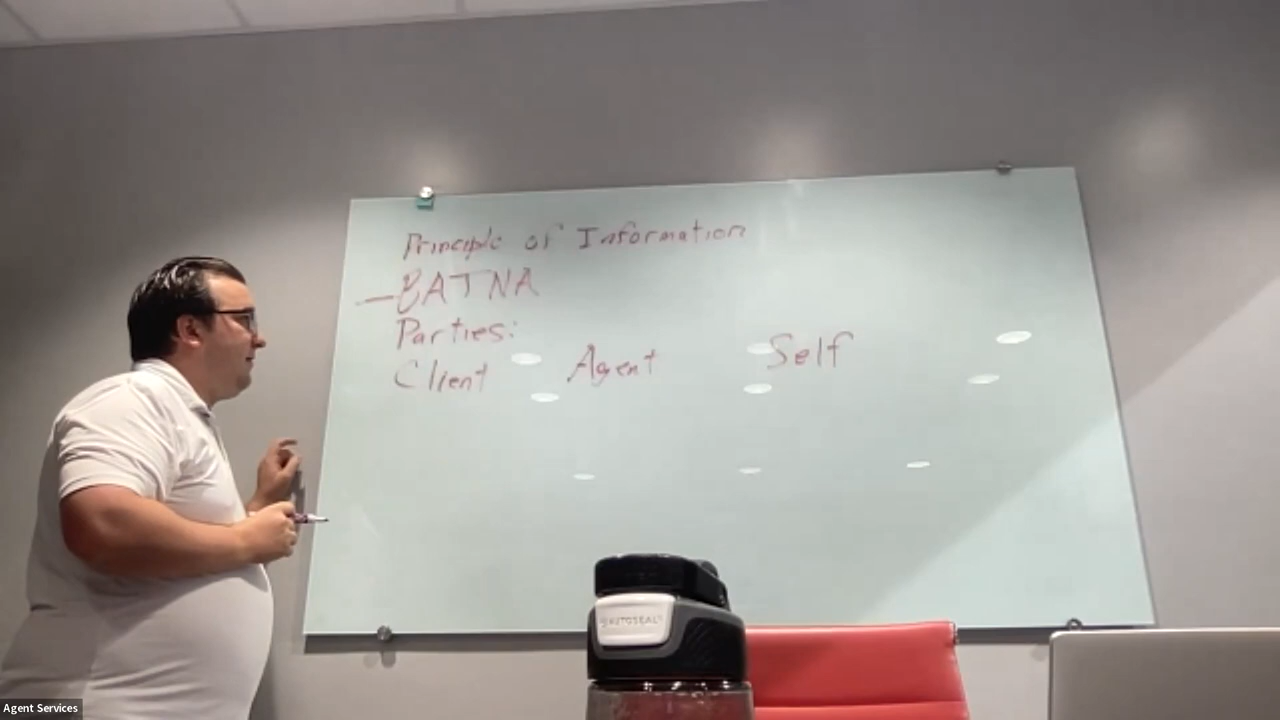 Principle of Information
—BATNA
Parties:
Client Agent Self
AUTOSEAL
Agent Services